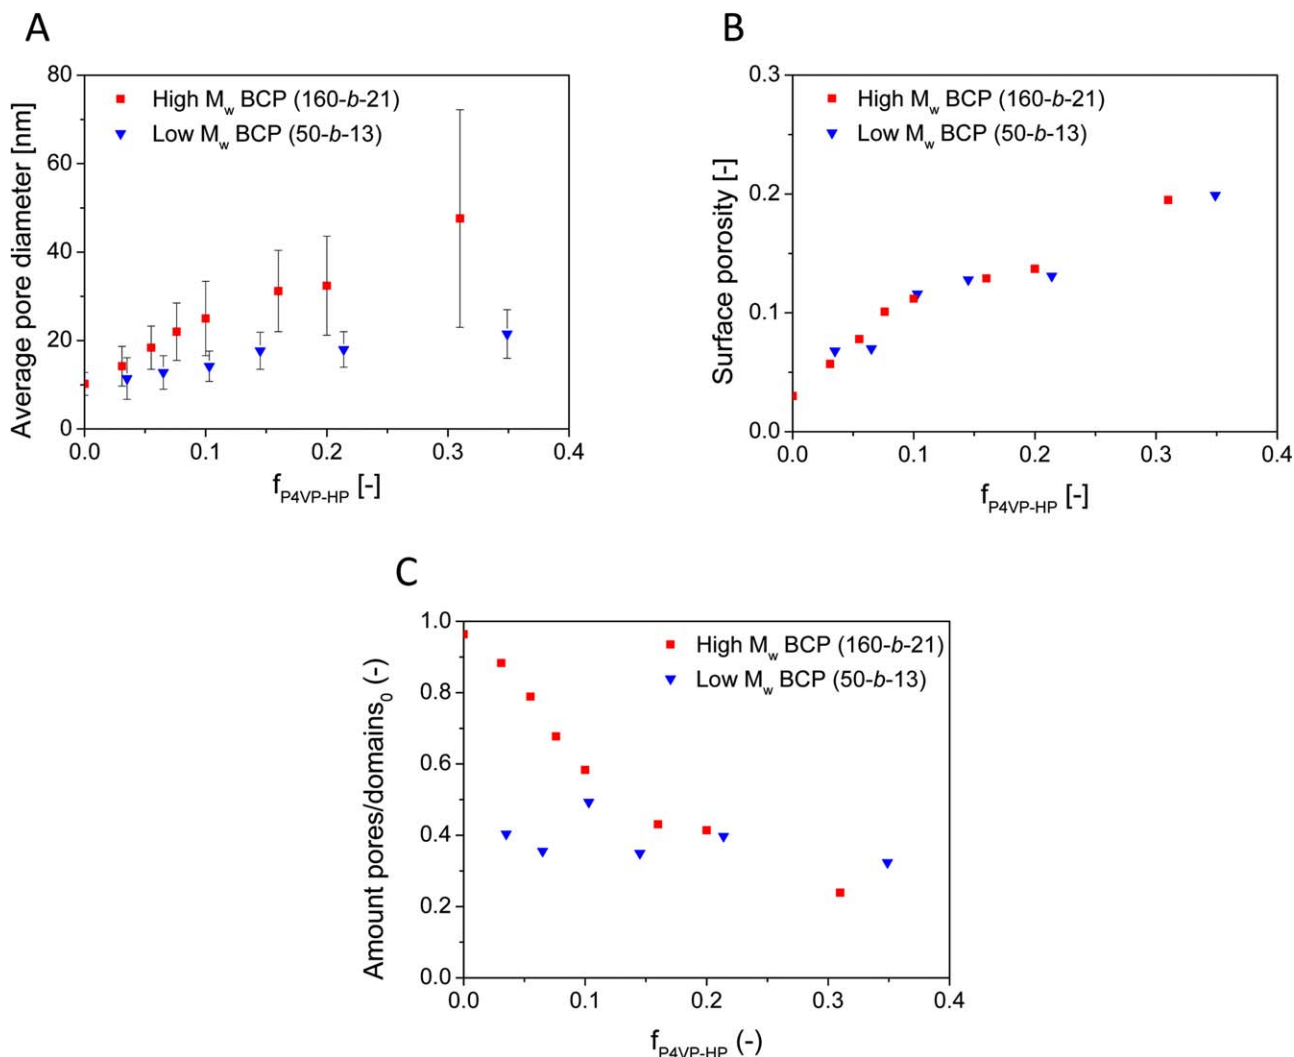 A
80
60
40
20
0
Average pore diameter [nm]
High Mw BCP (160-b-21)
Low Mw BCP (50-b-13)
0.0 0.1 0.2 0.3 0.4
fP4VP-HP [-]
B
0.3
0.2
0.1
0.0
Surface porosity [-]
High Mw BCP (160-b-21)
Low Mw BCP (50-b-13)
0.0 0.1 0.2 0.3 0.4
fP4VP-HP [-]
C
1.0
0.8
0.6
0.4
0.2
0.0
Amount pores/domains0 (-)
High Mw BCP (160-b-21)
Low Mw BCP (50-b-13)
0.0 0.1 0.2 0.3 0.4
fP4VP-HP (-)